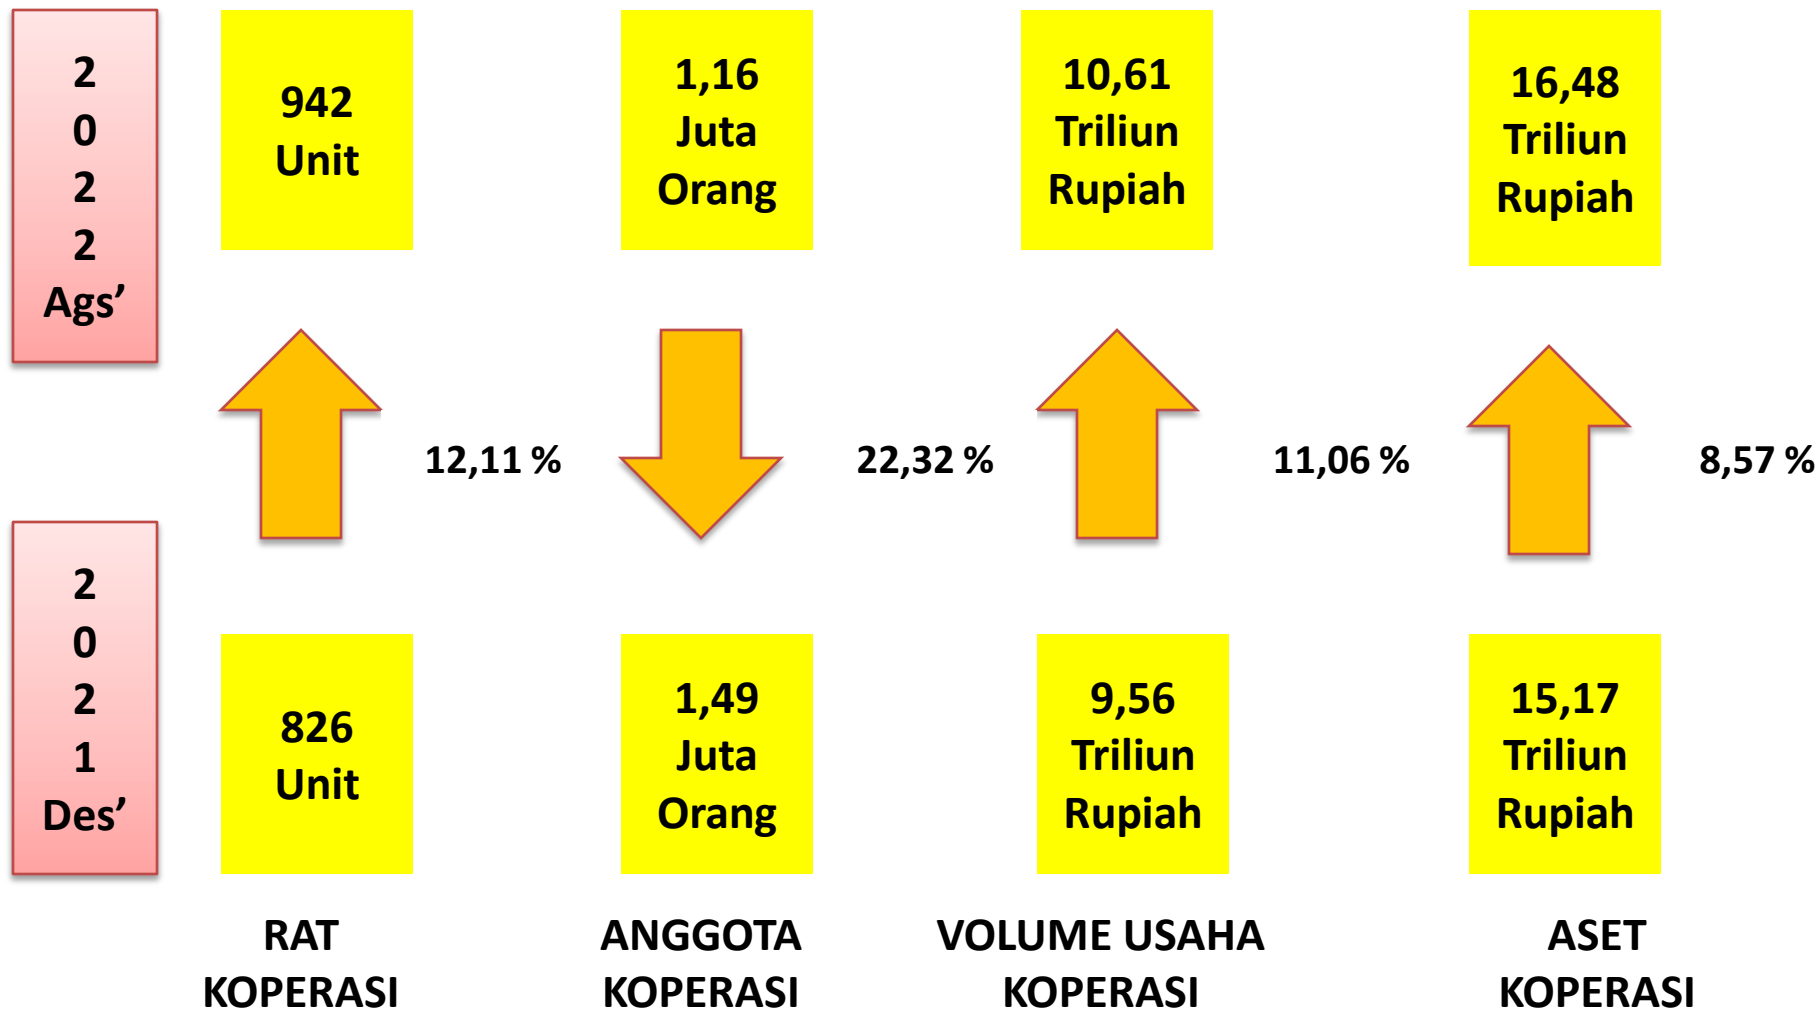 2
0
2
2
Ags’
942
Unit
1,16
Juta
Orang
10,61
Triliun
Rupiah
16,48
Triliun
Rupiah
12,11 %
22,32 %
11,06 %
8,57 %
2
0
2
1
Des’
826
Unit
1,49
Juta
Orang
9,56
Triliun
Rupiah
15,17
Triliun
Rupiah
RAT
KOPERASI
ANGGOTA
KOPERASI
VOLUME USAHA
KOPERASI
ASET
KOPERASI